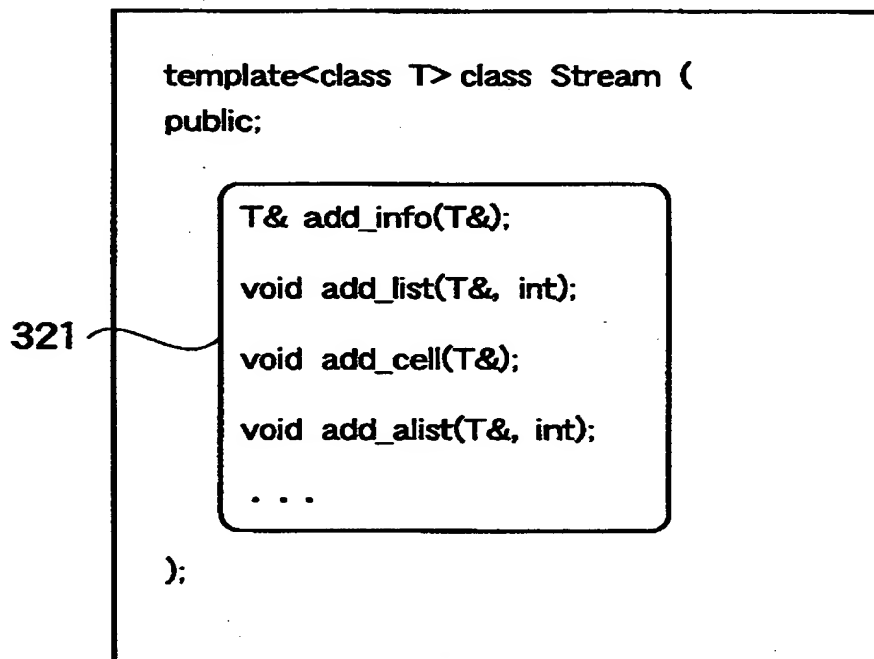 template<class T> class Stream (
public;
T& add_info(T&);
void add_list(T&, int);
321
void add_cell(T&);
void add_alist(T&, int);
. . .
);